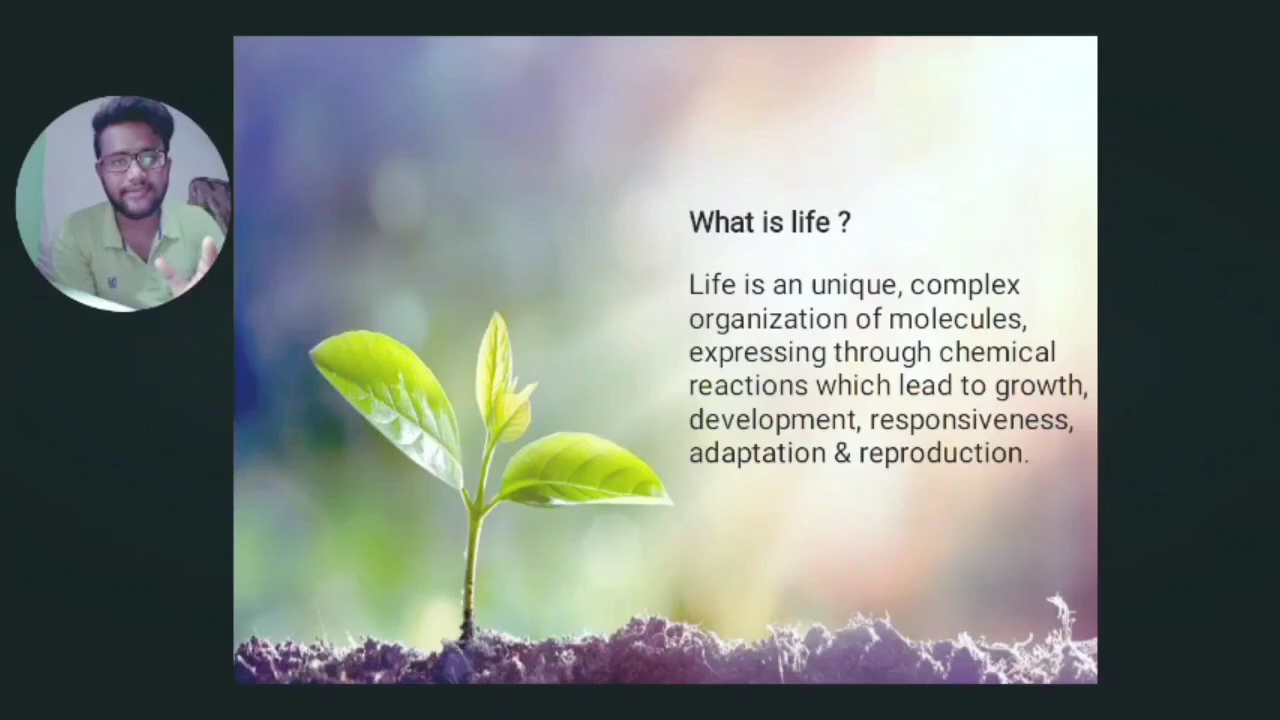 What is life ?
Life is an unique, complex
organization of molecules,
expressing through chemical
reactions which lead to growth,
development, responsiveness,
adaptation & reproduction.